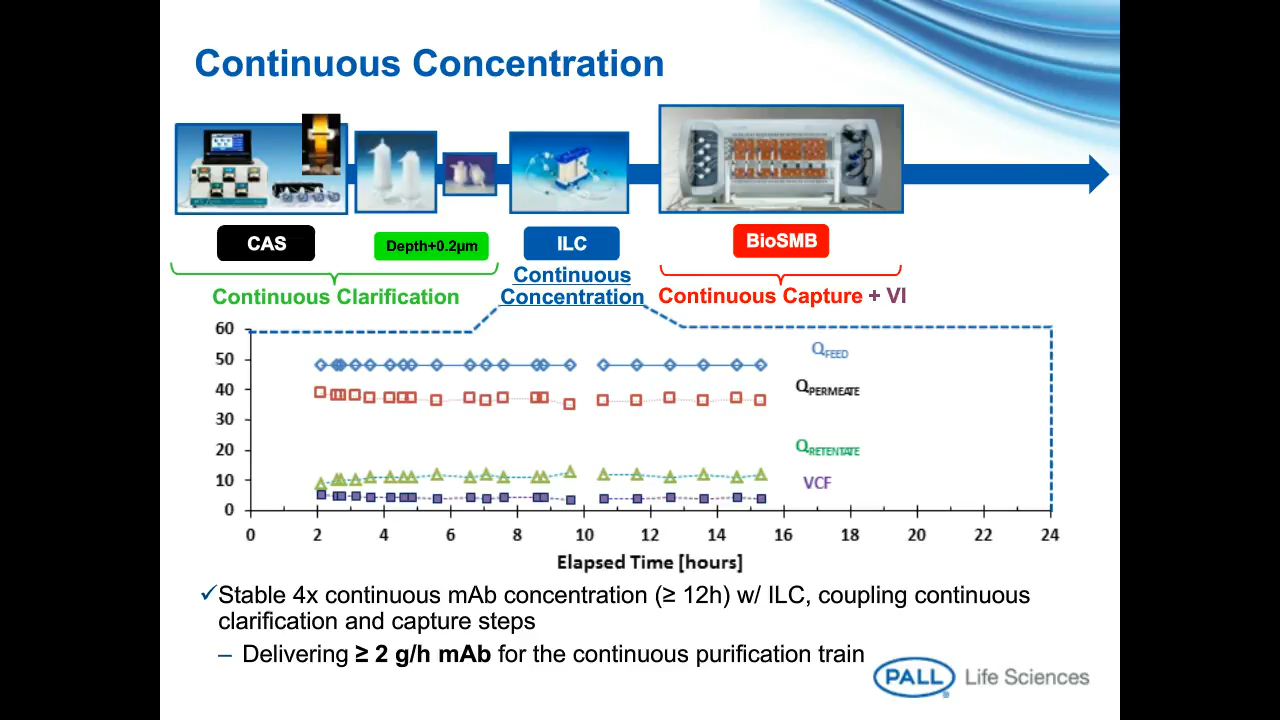 Continuous Concentration
CAS
Depth+0.2µm
ILC
BioSMB
Continuous Clarification
Continuous
Concentration
Continuous Capture + VI
60
50
40
30
20
10
0
QFEED
QPERMEATE
QRETENTATE
VCF
0 2 4 6 8 10 12 14 16 18 20 22 24
Elapsed Time [hours]
✓Stable 4x continuous mAb concentration (≥ 12h) w/ ILC, coupling continuous
clarification and capture steps
– Delivering ≥ 2 g/h mAb for the continuous purification train
PALL® Life Sciences